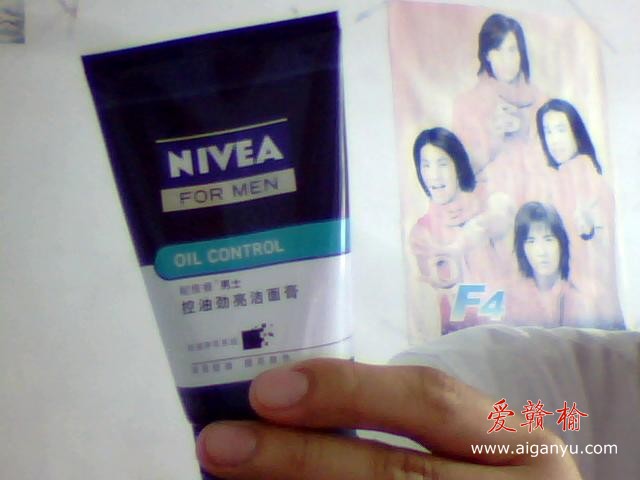 NIVEA
FOR MEN
OIL CONTROL
妮维雅®男士
控油劲亮洁面膏
F4
爱赣榆
www.aiganyu.com